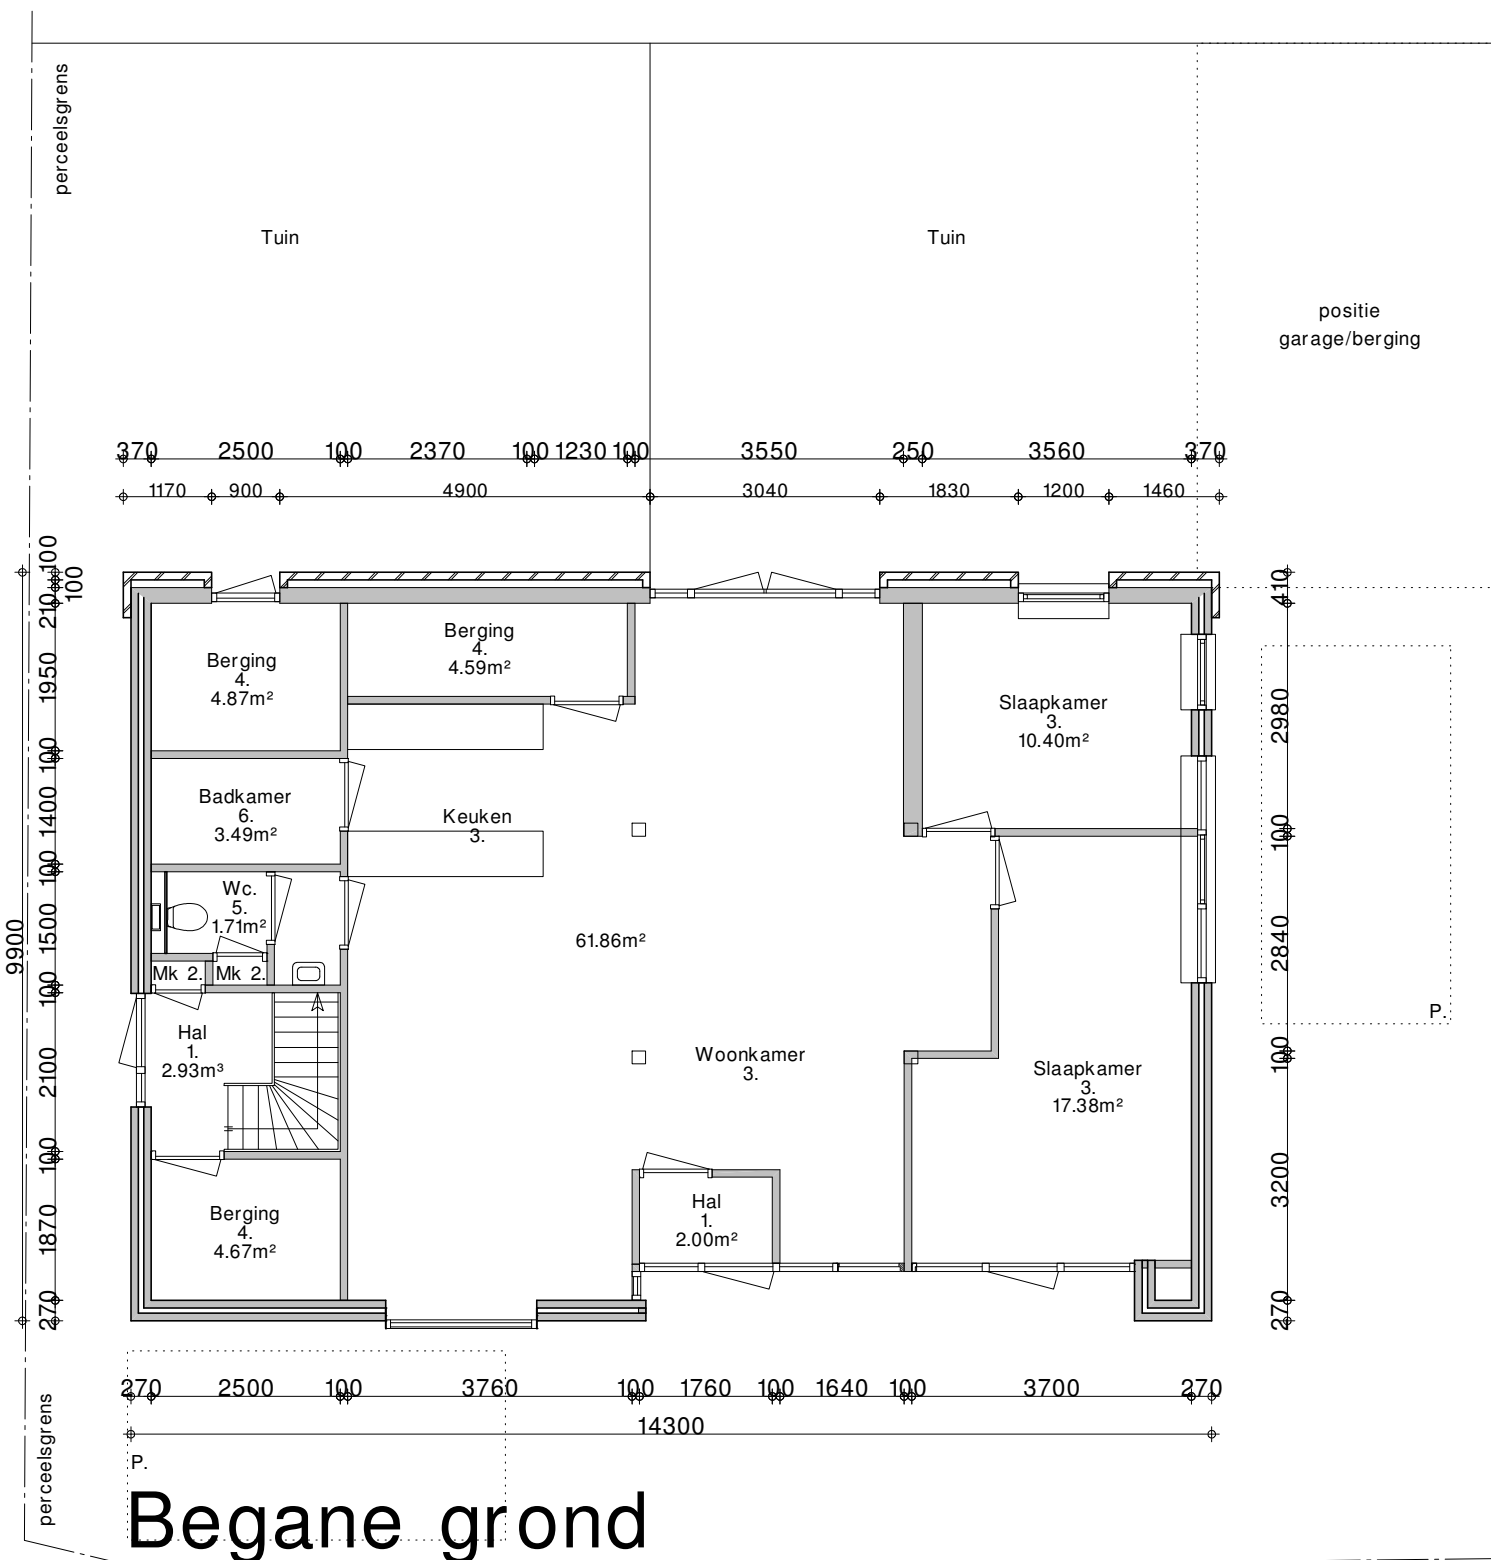 perceelsgrens
Tuin
Tuin
positie
garage/berging
370 2500 100 2370 100 1230 100 3550 250 3560 370
1170 900 4900 3040 1830 1200 1460
100
100
210
1950
100
1400
100
1500
100
2100
100
1870
270
9900
Berging
4.
4.87m²
Berging
4.
4.59m²
Slaapkamer
3.
10.40m²
Badkamer
6.
3.49m²
Keuken
3.
Wc.
5.
1.71m²
Mk 2. Mk 2.
61.86m²
Hal
1.
2.93m³
Woonkamer
3.
Slaapkamer
3.
17.38m²
Berging
4.
4.67m²
Hal
1.
2.00m²
410
2980
100
2840
100
3200
270
P.
270 2500 100 3760 100 1760 100 1640 100 3700 270
14300
perceelsgrens
P.
Begane grond